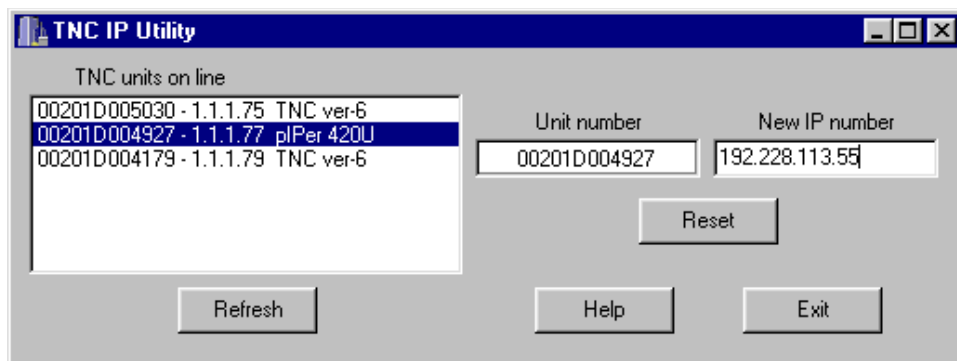 TNC IP Utility
TNC units on line
00201D005030 - 1.1.1.75 TNC ver-6
00201D004927 - 1.1.1.77 pIPer 420U
00201D004179 - 1.1.1.79 TNC ver-6
Unit number
New IP number
00201D004927
192.228.113.55
Reset
Refresh
Help
Exit